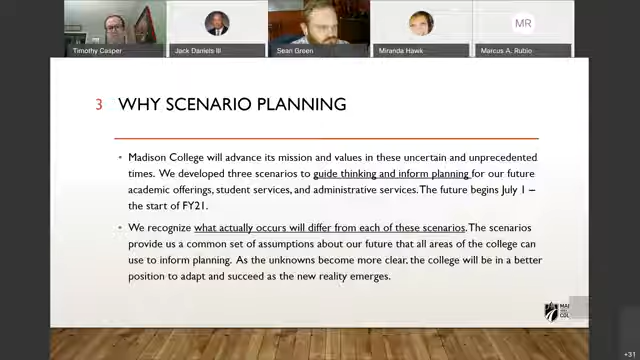 MR
Timothy Casper
Jack Daniels III
Sean Green
Miranda Hawk
Marcus A. Rubio
3 WHY SCENARIO PLANNING
• Madison College will advance its mission and values in these uncertain and unprecedented
times. We developed three scenarios to guide thinking and inform planning for our future
academic offerings, student services, and administrative services. The future begins July 1 –
the start of FY21.
• We recognize what actually occurs will differ from each of these scenarios. The scenarios
provide us a common set of assumptions about our future that all areas of the college can
use to inform planning. As the unknowns become more clear, the college will be in a better
position to adapt and succeed as the new reality emerges.
+31